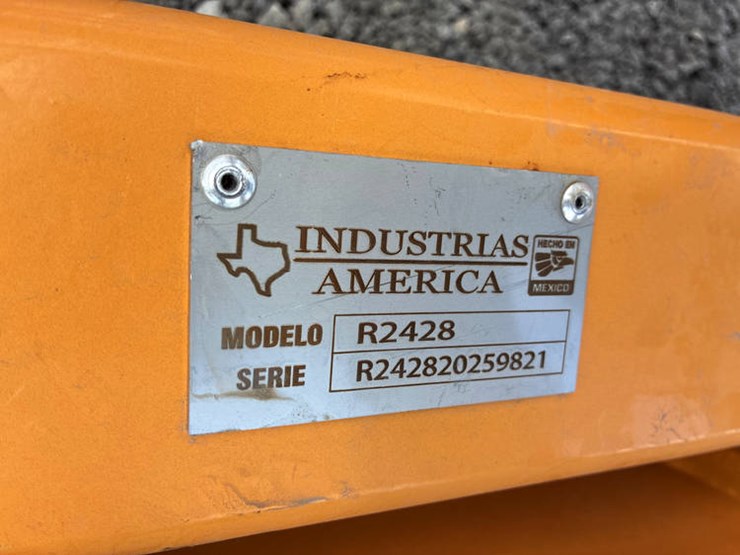 INDUSTRIAS
AMERICA
HECHO EN
MEXICO
MODELO R2428
SERIE R242820259821